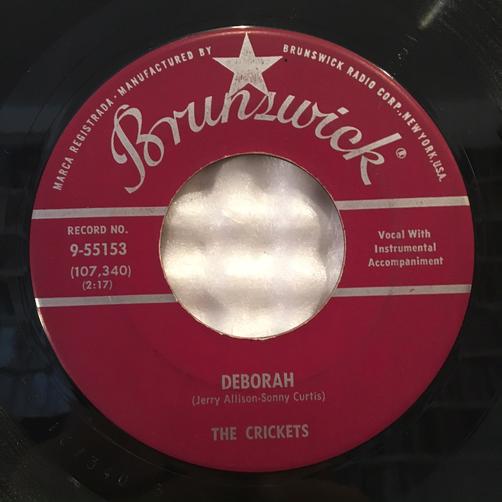 MARCA REGISTRADA · MANUFACTURED BY BRUNSWICK RADIO CORP., NEW YORK, U.S.A.
Brunswick®
RECORD NO.
9-55153
(107,340)
(2:17)
Vocal With
Instrumental
Accompaniment
DEBORAH
(Jerry Allison-Sonny Curtis)
THE CRICKETS